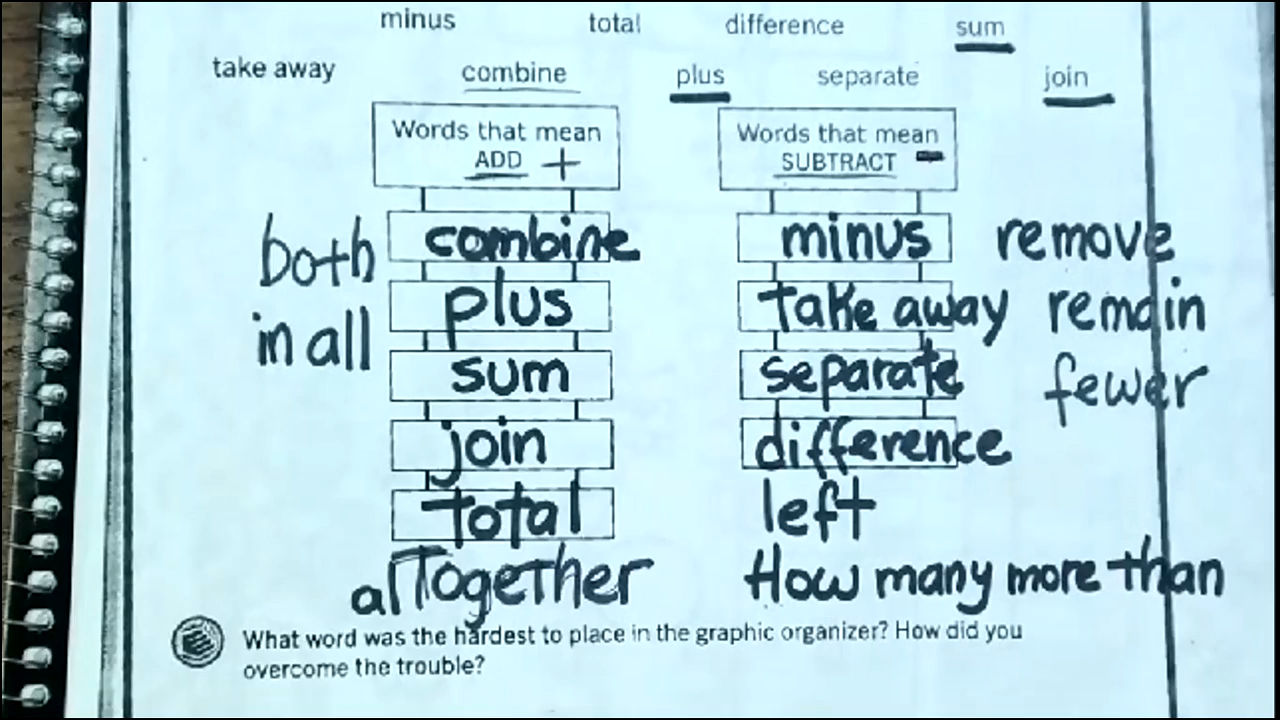 minus total difference sum
take away combine plus separate join
Words that mean ADD +
Words that mean SUBTRACT -
both combine minus remove
plus take away remain
in all sum separate fewer
join difference
total left
alTogether How many more than
What word was the hardest to place in the graphic organizer? How did you
overcome the trouble?